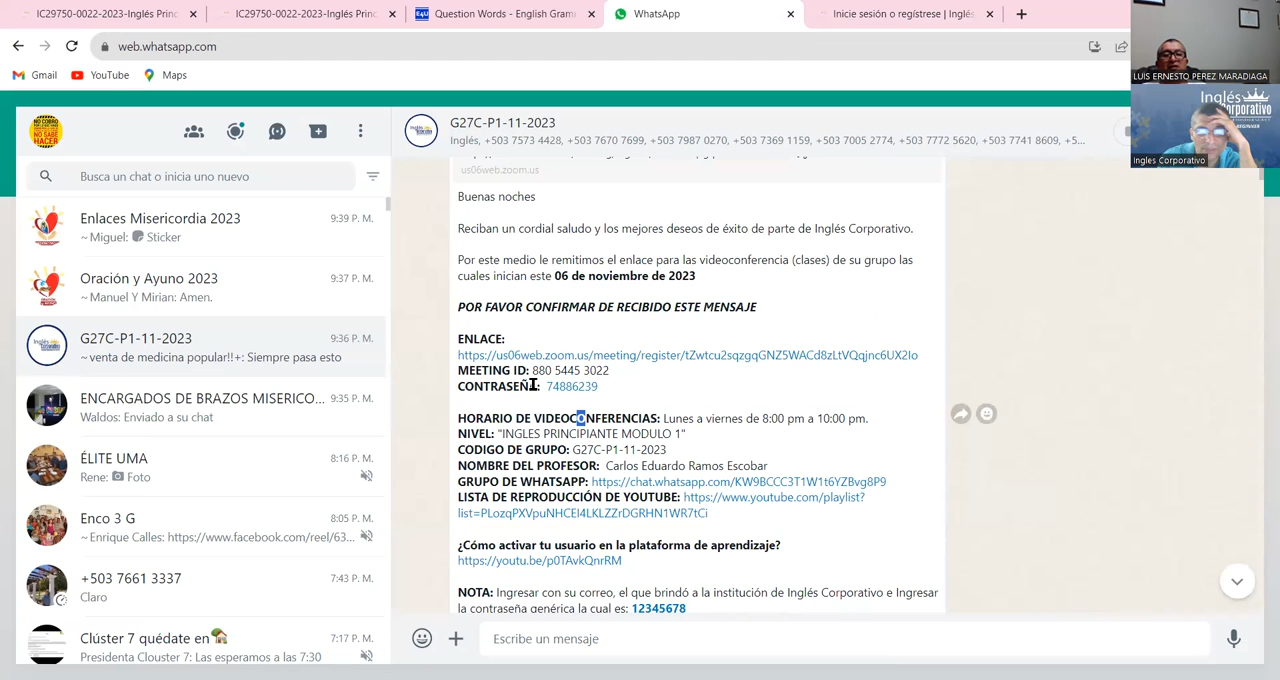 IC29750-0022-2023-Inglés Princ
IC29750-0022-2023-Inglés Princ
Question Words - English Gram
WhatsApp
Inicie sesión o regístrese | Inglés
web.whatsapp.com
Gmail
YouTube
Maps
LUIS ERNESTO PEREZ MARADIAGA
Inglés
Corporativo
BEGINNER
Ingles Corporativo
NO COBRO
NO SABE
HACER
G27C-P1-11-2023
Inglés, +503 7573 4428, +503 7670 7699, +503 7987 0270, +503 7369 1159, +503 7005 2774, +503 7772 5620, +503 7741 8609, +5...
Busca un chat o inicia uno nuevo
Enlaces Misericordia 2023
9:39 P. M.
~ Miguel: Sticker
Oración y Ayuno 2023
9:37 P. M.
~ Manuel Y Mirian: Amen.
G27C-P1-11-2023
9:36 P. M.
~ venta de medicina popular!!+: Siempre pasa esto
ENCARGADOS DE BRAZOS MISERICO...
9:35 P. M.
Waldos: Enviado a su chat
ÉLITE UMA
8:16 P. M.
~ Rene: Foto
Enco 3 G
8:05 P. M.
~ Enrique Calles: https://www.facebook.com/reel/63...
+503 7661 3337
7:43 P. M.
Claro
Clúster 7 quédate en
7:17 P. M.
Presidenta Clouster 7: Las esperamos a las 7:30
us06web.zoom.us
Buenas noches
Reciban un cordial saludo y los mejores deseos de éxito de parte de Inglés Corporativo.
Por este medio le remitimos el enlace para las videoconferencia (clases) de su grupo las
cuales inician este 06 de noviembre de 2023
POR FAVOR CONFIRMAR DE RECIBIDO ESTE MENSAJE
ENLACE:
https://us06web.zoom.us/meeting/register/tZwtcu2sqzgqGNZ5WACd8zLtVQqjnc6UX2Io
MEETING ID: 880 5445 3022
CONTRASEÑA: 74886239
HORARIO DE VIDEOCONFERENCIAS: Lunes a viernes de 8:00 pm a 10:00 pm.
NIVEL: "INGLES PRINCIPIANTE MODULO 1"
CODIGO DE GRUPO: G27C-P1-11-2023
NOMBRE DEL PROFESOR: Carlos Eduardo Ramos Escobar
GRUPO DE WHATSAPP: https://chat.whatsapp.com/KW9BCCC3T1W1t6YZBvg8P9
LISTA DE REPRODUCCIÓN DE YOUTUBE: https://www.youtube.com/playlist?
list=PLozqPXVpuNHCEl4LKLZZrDGRHN1WR7tCi
¿Cómo activar tu usuario en la plataforma de aprendizaje?
https://youtu.be/p0TAvkQnrRM
NOTA: Ingresar con su correo, el que brindó a la institución de Inglés Corporativo e Ingresar
la contraseña genérica la cual es: 12345678
Escribe un mensaje